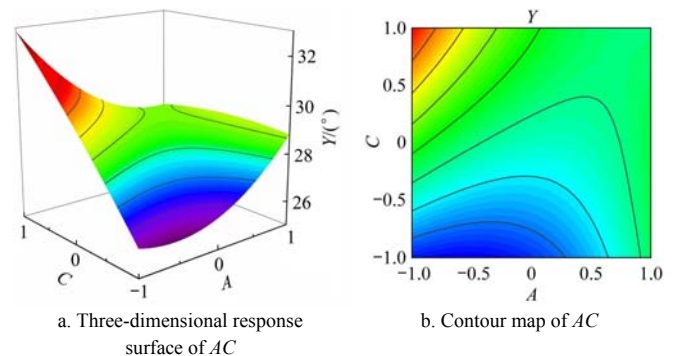 32
30
28
26
Y/(°)
1
0
−1
C
0
1
A
a. Three-dimensional response
surface of AC
Y
1.0
0.5
0
−0.5
−1.0
C
−1.0 −0.5 0 0.5 1.0
A
b. Contour map of AC